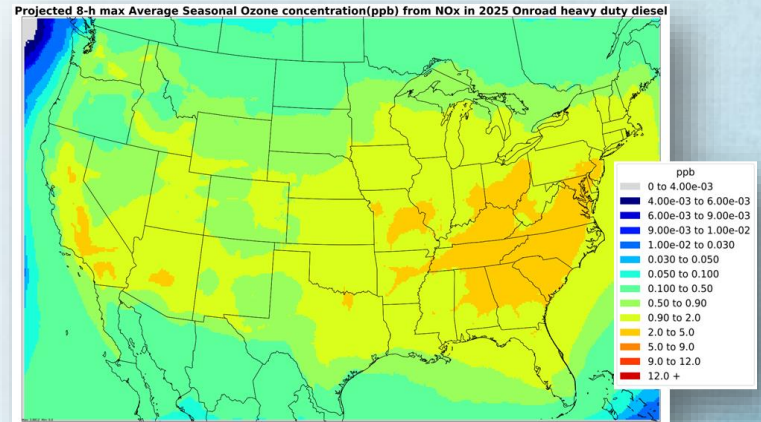 Projected 8-h max Average Seasonal Ozone concentration(ppb) from NOx in 2025 Onroad heavy duty diesel
ppb
0 to 4.00e-03
4.00e-03 to 6.00e-03
6.00e-03 to 9.00e-03
9.00e-03 to 1.00e-02
1.00e-02 to 0.030
0.030 to 0.050
0.050 to 0.100
0.100 to 0.50
0.50 to 0.90
0.90 to 2.0
2.0 to 5.0
5.0 to 9.0
9.0 to 12.0
12.0 +